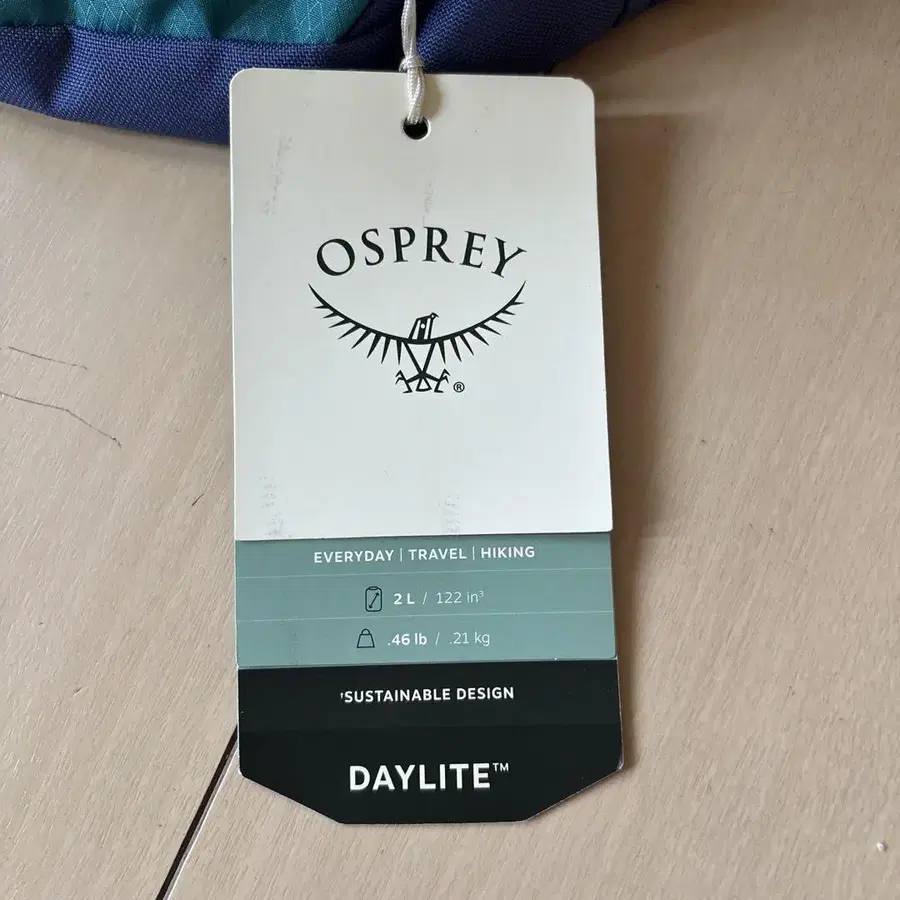 OSPREY
®
EVERYDAY | TRAVEL | HIKING
2 L / 122 in³
.46 lb / .21 kg
'SUSTAINABLE DESIGN
DAYLITE™